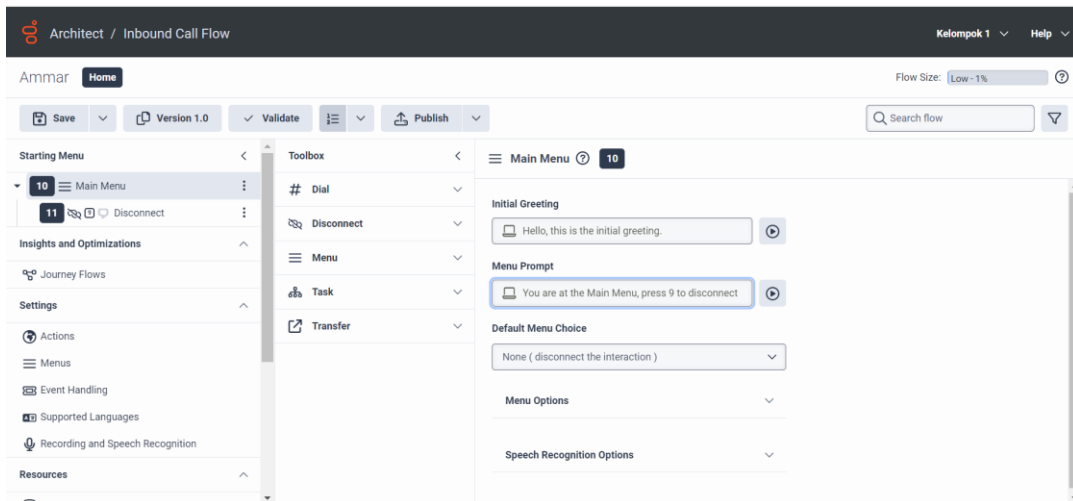 Architect / Inbound Call Flow
Kelompok 1
Help
Ammar
Home
Flow Size:
Low - 1%
Save
Version 1.0
Validate
Publish
Search flow
Starting Menu
10
Main Menu
11
9
Disconnect
Insights and Optimizations
Journey Flows
Settings
Actions
Menus
Event Handling
Supported Languages
Recording and Speech Recognition
Resources
Toolbox
Dial
Disconnect
Menu
Task
Transfer
Main Menu
10
Initial Greeting
Hello, this is the initial greeting.
Menu Prompt
You are at the Main Menu, press 9 to disconnect
Default Menu Choice
None ( disconnect the interaction )
Menu Options
Speech Recognition Options